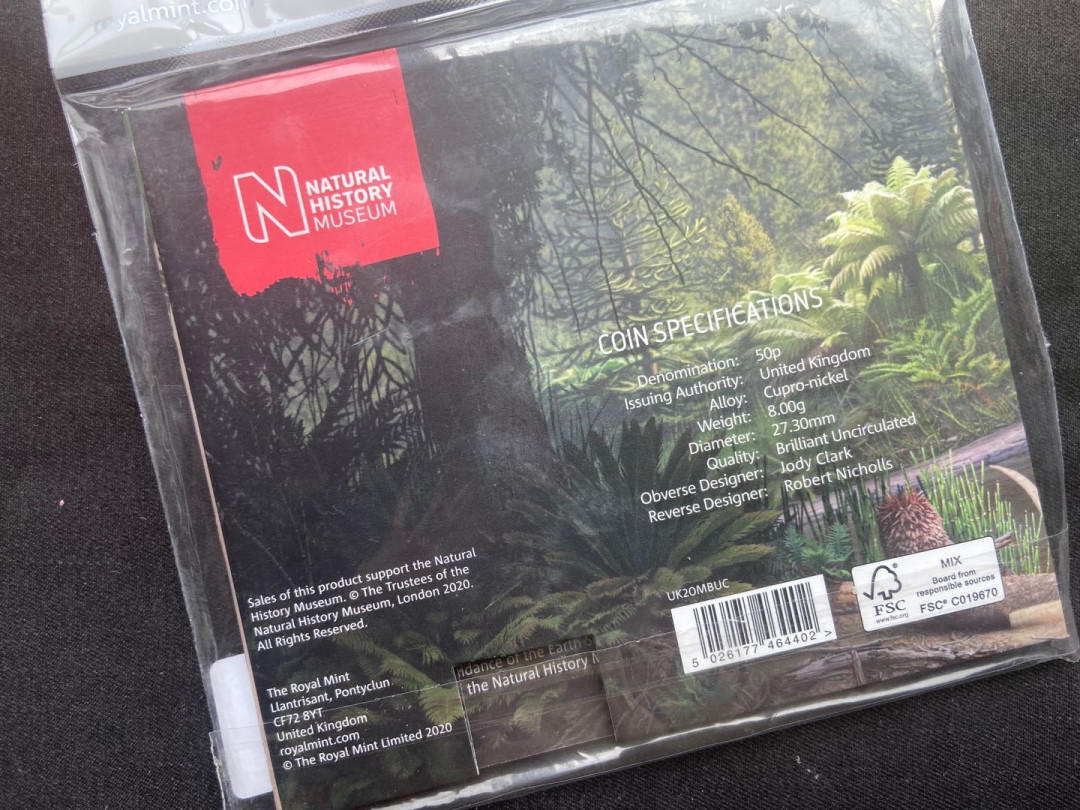 yalmint.com
NATURAL
HISTORY
MUSEUM
COIN SPECIFICATIONS
Denomination: 50p
Issuing Authority: United Kingdom
Alloy: Cupro-nickel
Weight: 8.00g
Diameter: 27.30mm
Quality: Brilliant Uncirculated
Obverse Designer: Jody Clark
Reverse Designer: Robert Nicholls
Sales of this product support the Natural
History Museum. © The Trustees of the
Natural History Museum, London 2020.
All Rights Reserved.
The Royal Mint
Llantrisant, Pontyclun
CF72 8YT
United Kingdom
royalmint.com
© The Royal Mint Limited 2020
ndance of the Earth's
the Natural History M
UK20MBUC
5 026177 464402 >
FSC
www.fsc.org
MIX
Board from
responsible sources
FSC® C019670